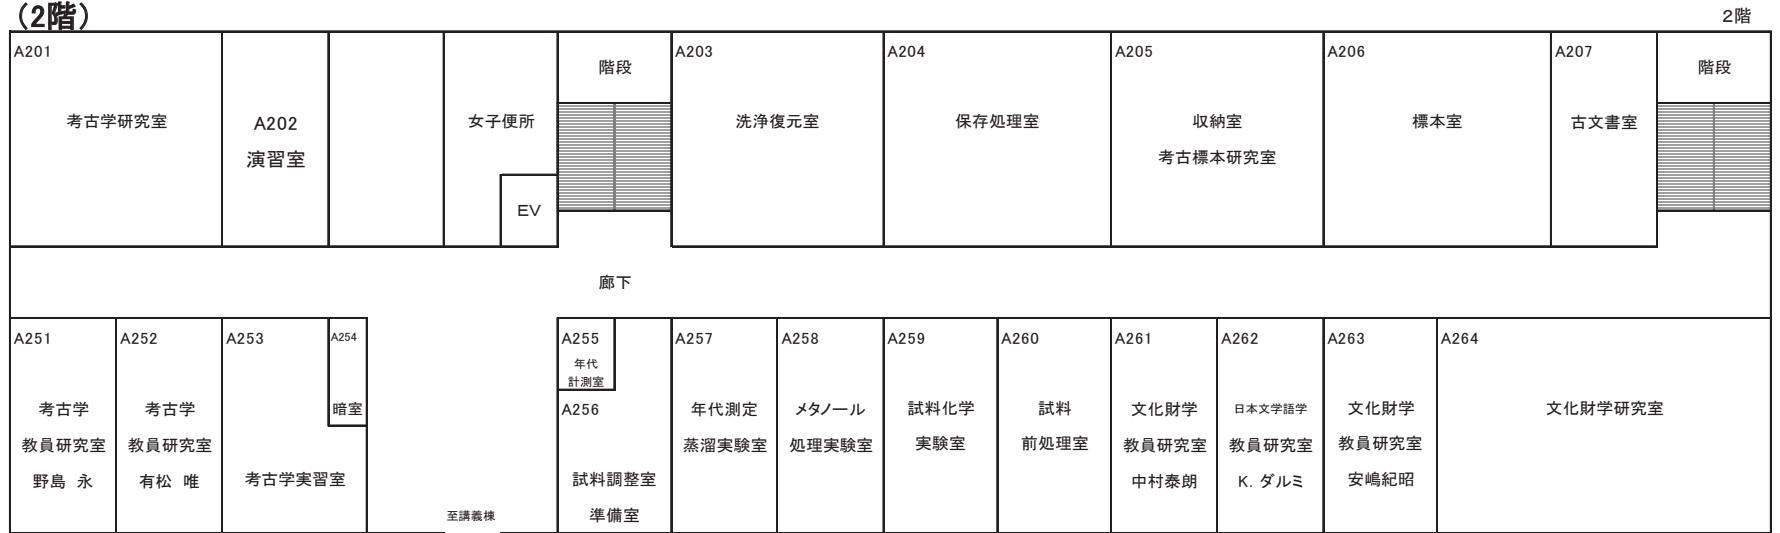 （2階）
２階
A201
考古学研究室
A202
演習室
女子便所
EV
階段
A203
洗浄復元室
A204
保存処理室
A205
収納室
考古標本研究室
A206
標本室
A207
古文書室
階段
廊下
A251
考古学
教員研究室
野島　永
A252
考古学
教員研究室
有松　唯
A253
考古学実習室
A254
暗室
至講義棟
A255
年代
計測室
A256
試料調整室
準備室
A257
年代測定
蒸溜実験室
A258
メタノール
処理実験室
A259
試料化学
実験室
A260
試料
前処理室
A261
文化財学
教員研究室
中村泰朗
A262
日本文学語学
教員研究室
K. ダルミ
A263
文化財学
教員研究室
安嶋紀昭
A264
文化財学研究室